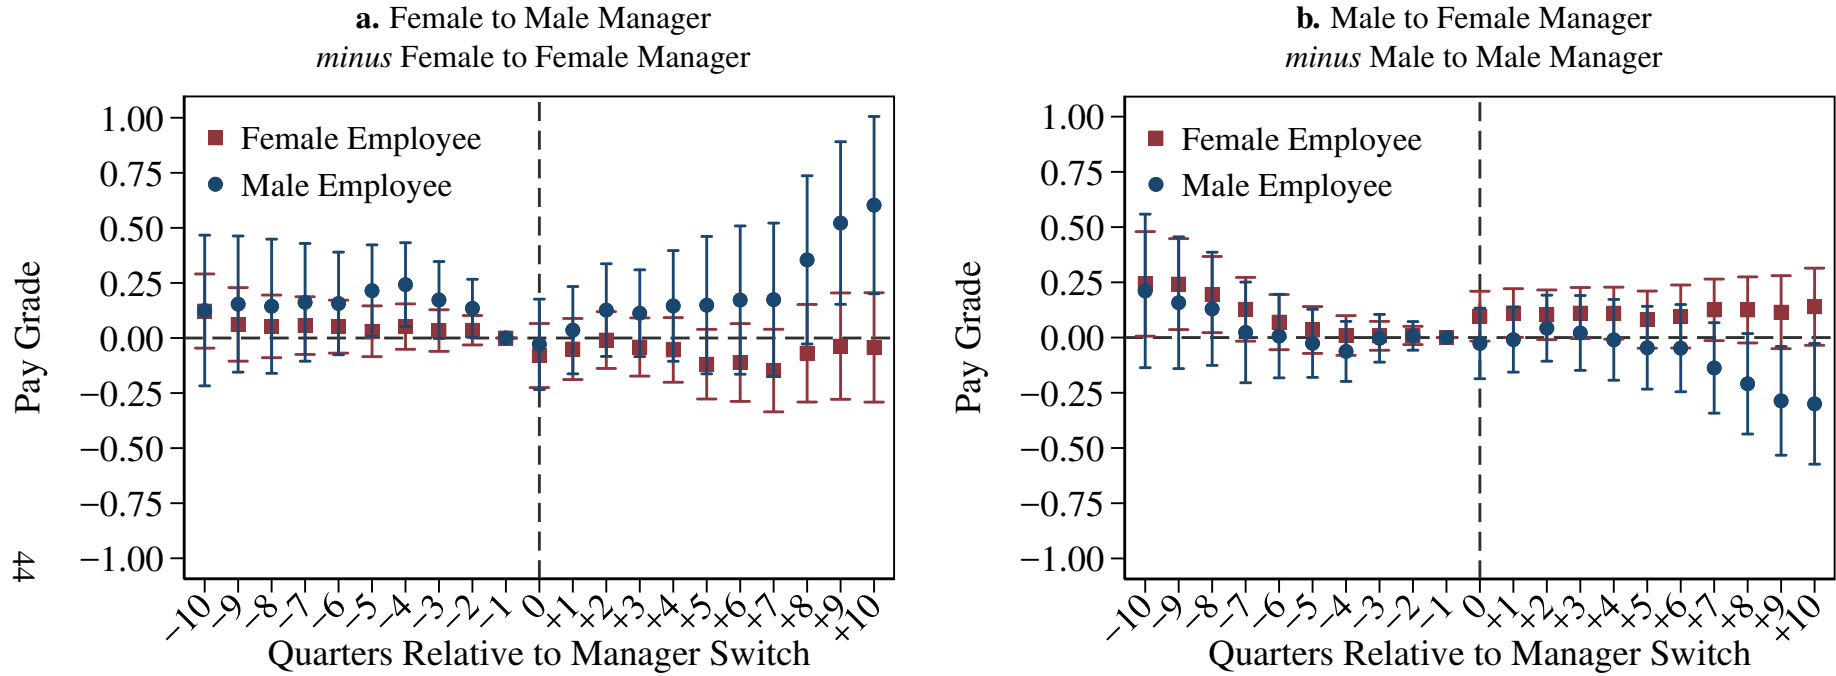 a. Female to Male Manager
minus Female to Female Manager
1.00
0.75
0.50
0.25
0.00
−0.25
−0.50
−0.75
−1.00
Pay Grade
Female Employee
Male Employee
−10 −9 −8 −7 −6 −5 −4 −3 −2 −1 0 +1 +2 +3 +4 +5 +6 +7 +8 +9 +10
Quarters Relative to Manager Switch
b. Male to Female Manager
minus Male to Male Manager
1.00
0.75
0.50
0.25
0.00
−0.25
−0.50
−0.75
−1.00
Pay Grade
Female Employee
Male Employee
−10 −9 −8 −7 −6 −5 −4 −3 −2 −1 0 +1 +2 +3 +4 +5 +6 +7 +8 +9 +10
Quarters Relative to Manager Switch
44